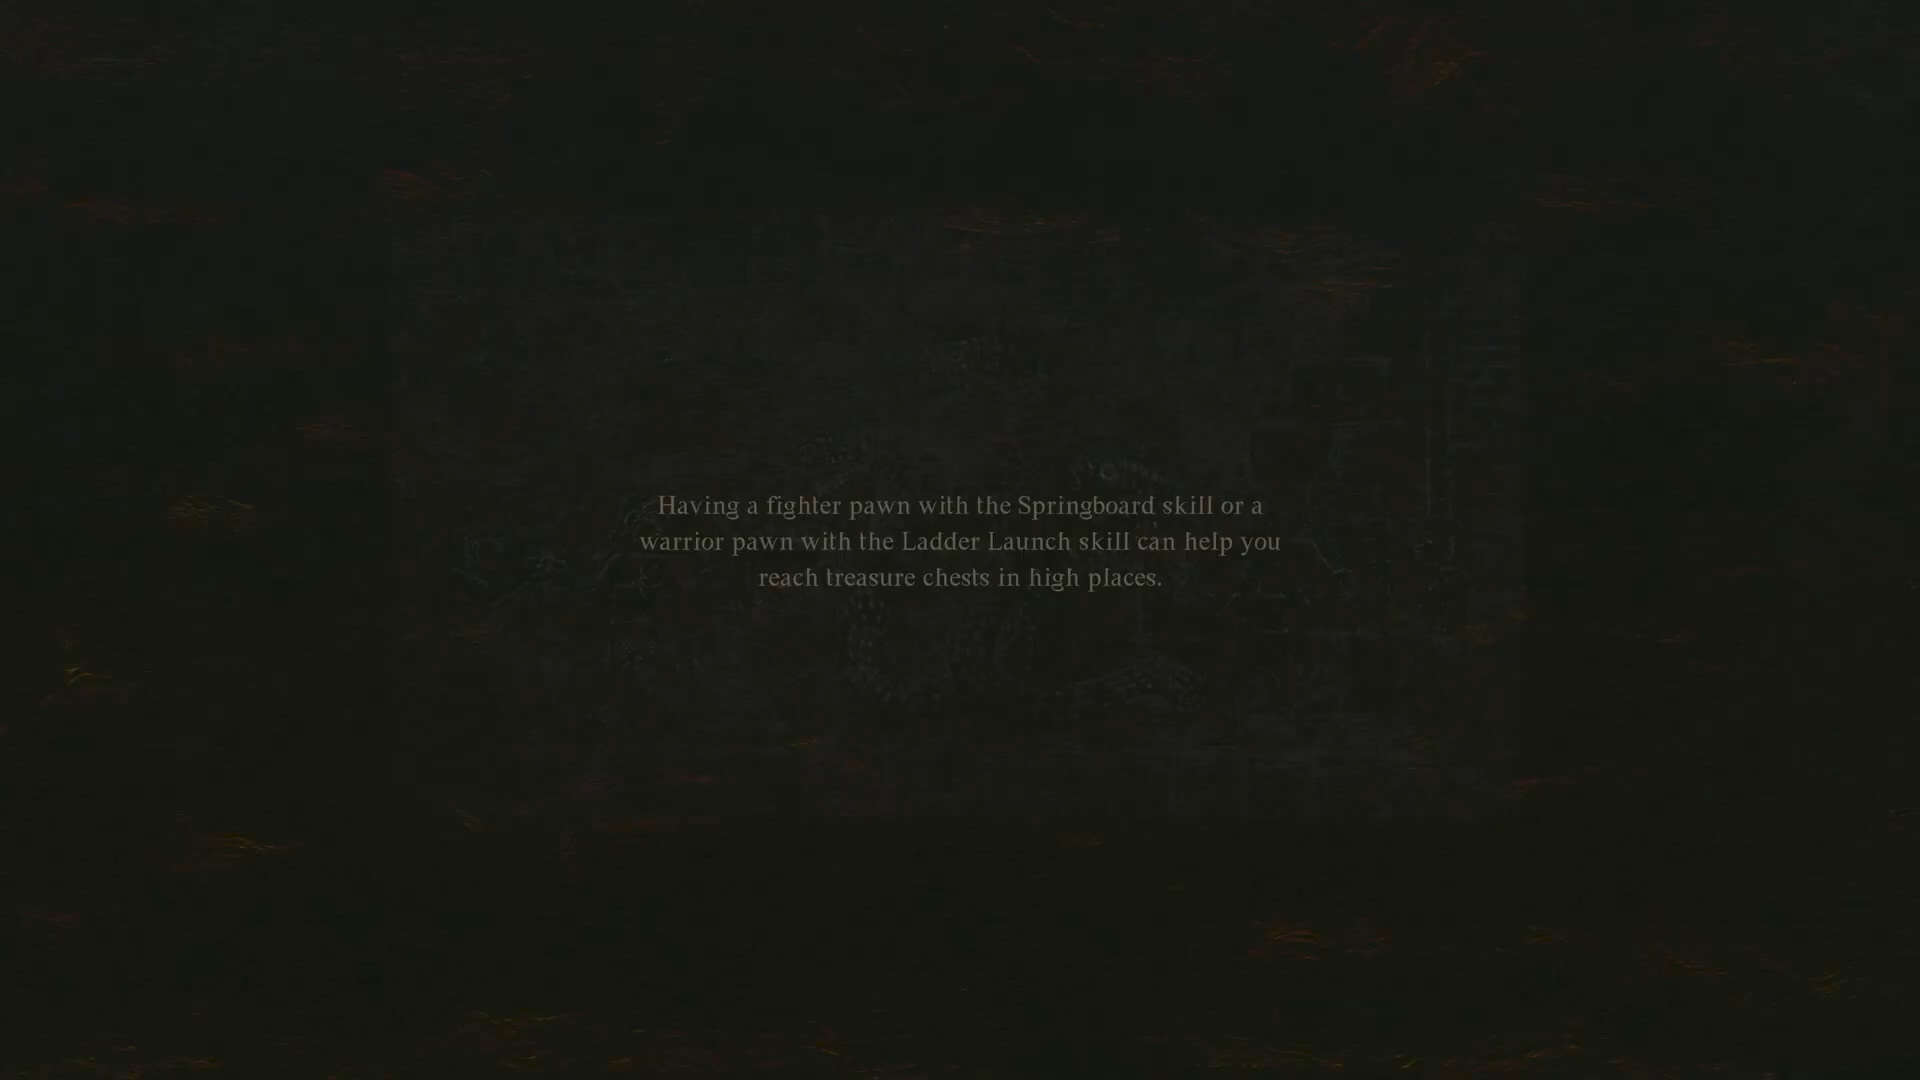 Having a fighter pawn with the Springboard skill or a
warrior pawn with the Ladder Launch skill can help you
reach treasure chests in high places.